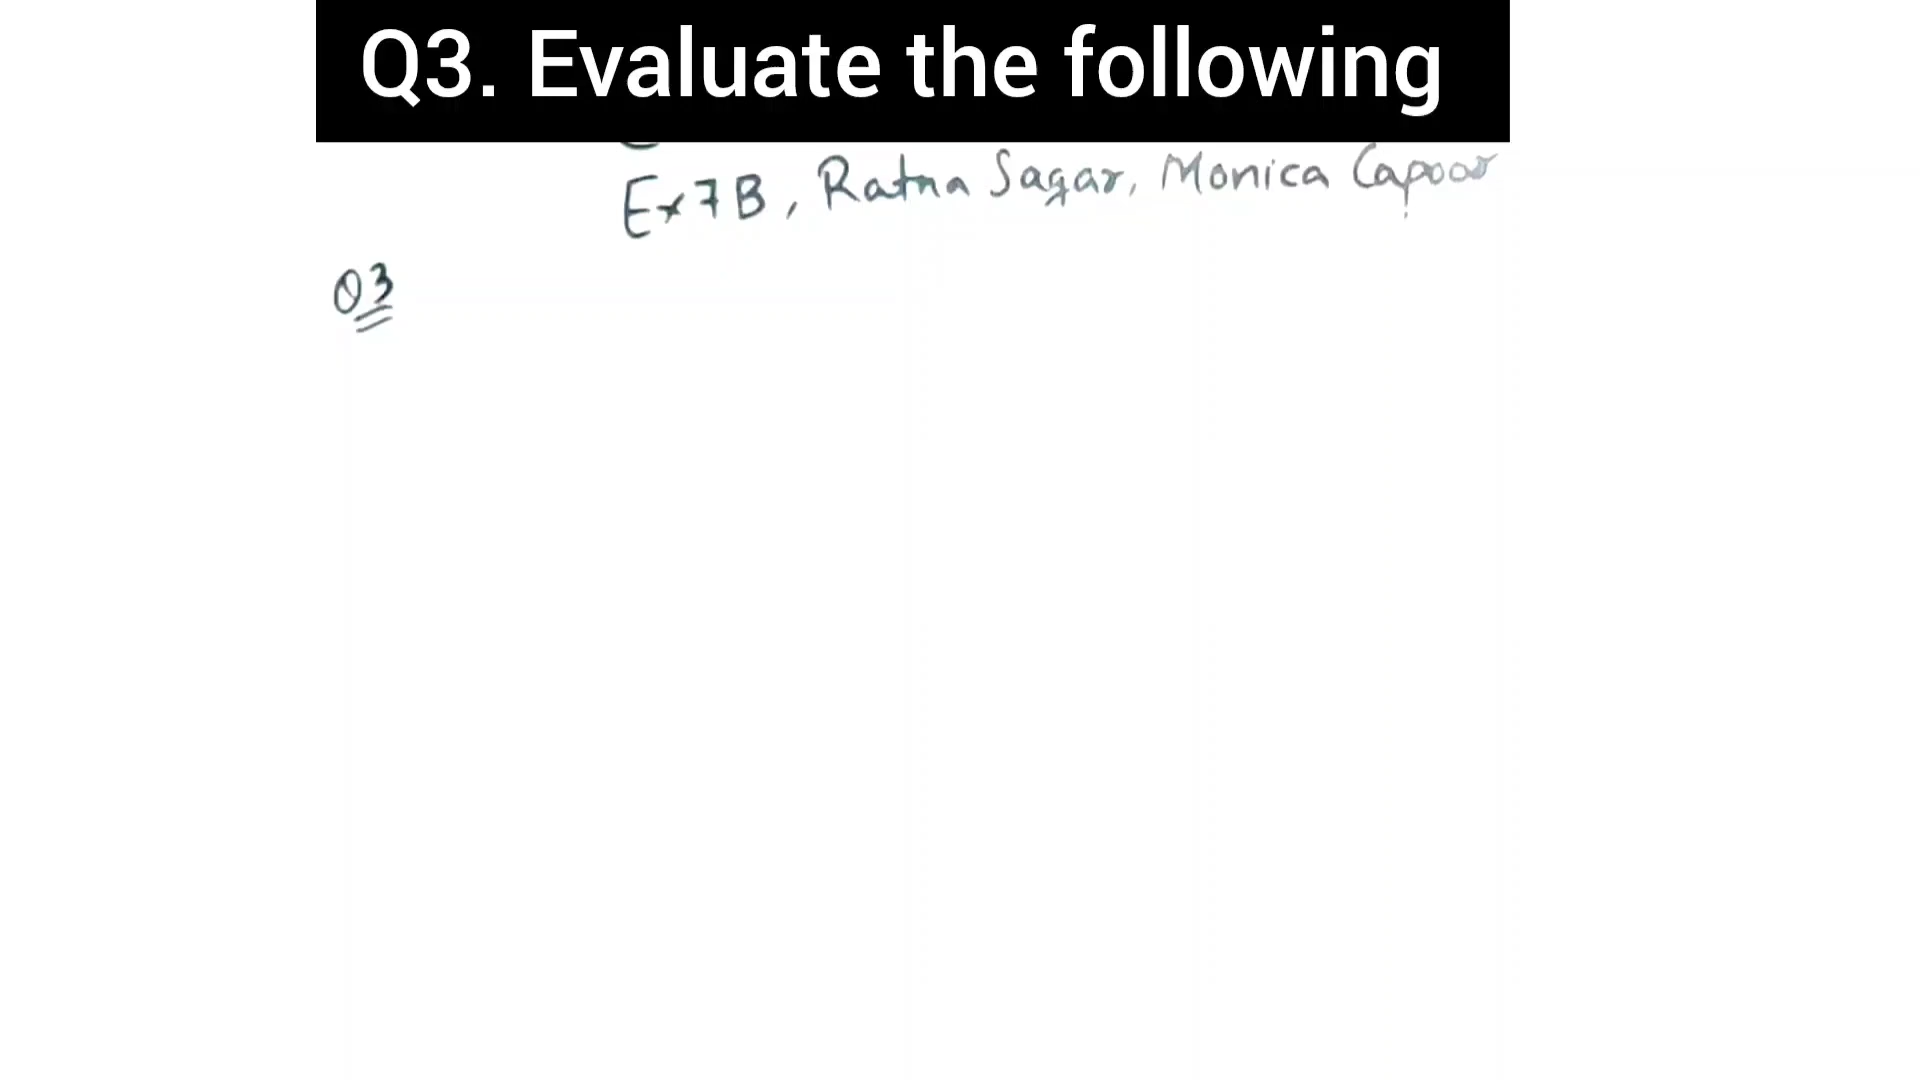 Q3. Evaluate the following
Ex 7B, Ratna Sagar, Monica Capoor
Q3